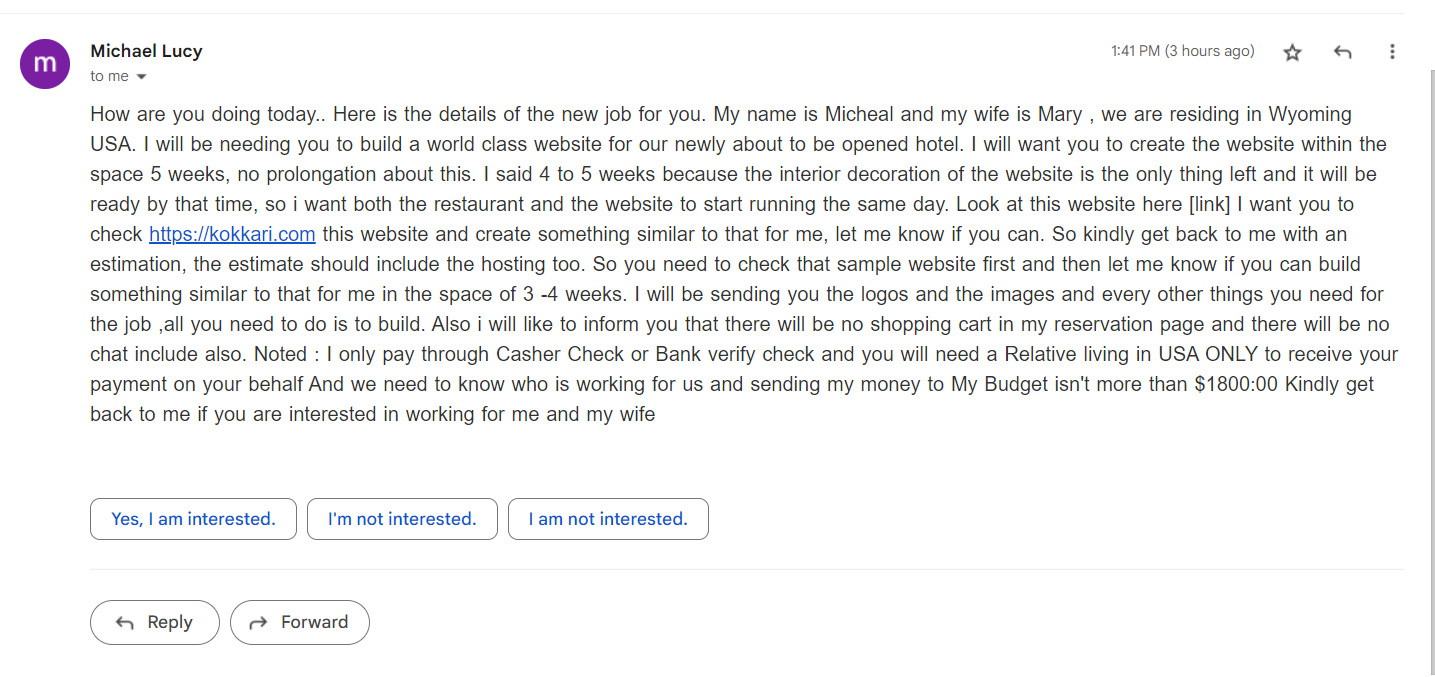 m
Michael Lucy
1:41 PM (3 hours ago)
to me
How are you doing today.. Here is the details of the new job for you. My name is Micheal and my wife is Mary , we are residing in Wyoming
USA. I will be needing you to build a world class website for our newly about to be opened hotel. I will want you to create the website within the
space 5 weeks, no prolongation about this. I said 4 to 5 weeks because the interior decoration of the website is the only thing left and it will be
ready by that time, so i want both the restaurant and the website to start running the same day. Look at this website here [link] I want you to
check https://kokkari.com this website and create something similar to that for me, let me know if you can. So kindly get back to me with an
estimation, the estimate should include the hosting too. So you need to check that sample website first and then let me know if you can build
something similar to that for me in the space of 3 -4 weeks. I will be sending you the logos and the images and every other things you need for
the job ,all you need to do is to build. Also i will like to inform you that there will be no shopping cart in my reservation page and there will be no
chat include also. Noted : I only pay through Casher Check or Bank verify check and you will need a Relative living in USA ONLY to receive your
payment on your behalf And we need to know who is working for us and sending my money to My Budget isn't more than $1800:00 Kindly get
back to me if you are interested in working for me and my wife
Yes, I am interested.
I'm not interested.
I am not interested.
Reply
Forward